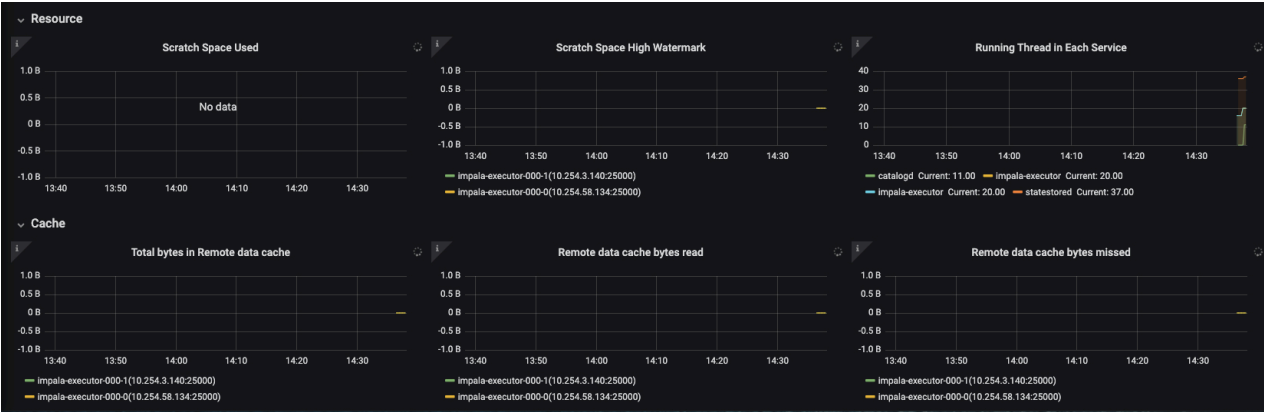 Resource
i
Scratch Space Used
1.0 B
0.5 B
0 B
-0.5 B
-1.0 B
No data
13:40 13:50 14:00 14:10 14:20 14:30
i
Scratch Space High Watermark
1.0 B
0.5 B
0 B
-0.5 B
-1.0 B
13:40 13:50 14:00 14:10 14:20 14:30
impala-executor-000-1(10.254.3.140:25000)
impala-executor-000-0(10.254.58.134:25000)
i
Running Thread in Each Service
40
30
20
10
0
13:40 13:50 14:00 14:10 14:20 14:30
catalogd Current: 11.00 impala-executor Current: 20.00
impala-executor Current: 20.00 statestored Current: 37.00
Cache
i
Total bytes in Remote data cache
1.0 B
0.5 B
0 B
-0.5 B
-1.0 B
13:40 13:50 14:00 14:10 14:20 14:30
impala-executor-000-1(10.254.3.140:25000)
impala-executor-000-0(10.254.58.134:25000)
i
Remote data cache bytes read
1.0 B
0.5 B
0 B
-0.5 B
-1.0 B
13:40 13:50 14:00 14:10 14:20 14:30
impala-executor-000-1(10.254.3.140:25000)
impala-executor-000-0(10.254.58.134:25000)
i
Remote data cache bytes missed
1.0 B
0.5 B
0 B
-0.5 B
-1.0 B
13:40 13:50 14:00 14:10 14:20 14:30
impala-executor-000-1(10.254.3.140:25000)
impala-executor-000-0(10.254.58.134:25000)